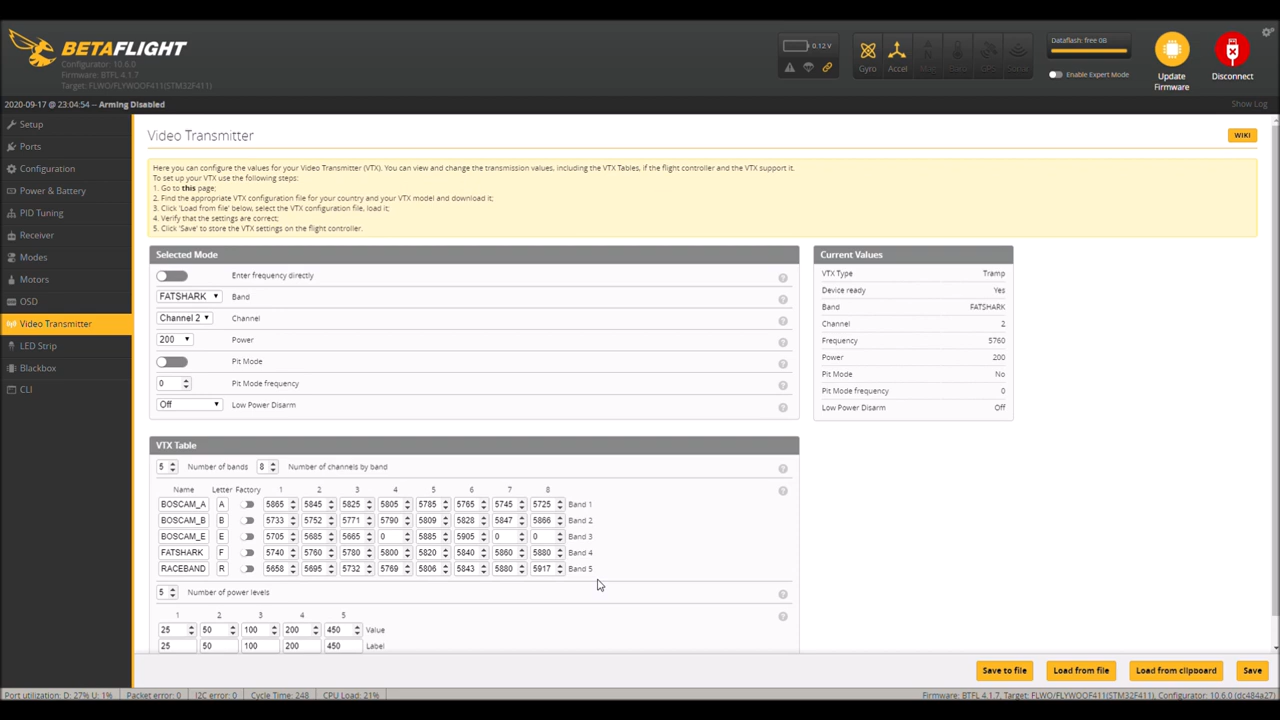 BETAFLIGHT
Configurator: 10.6.0
Firmware: BTFL 4.1.7
Target: FLWO/FLYWOOF411(STM32F411)
0.12 V
Gyro
Accel
Dataflash: free 0B
Enable Expert Mode
Update
Firmware
Disconnect
2020-09-17 @ 23:04:54 -- Arming Disabled
Show Log
Setup
Ports
Configuration
Power & Battery
PID Tuning
Receiver
Modes
Motors
OSD
Video Transmitter
LED Strip
Blackbox
CLI
Video Transmitter
WIKI
Here you can configure the values for your Video Transmitter (VTX). You can view and change the transmission values, including the VTX Tables, if the flight controller and the VTX support it.
To set up your VTX use the following steps:
1. Go to this page;
2. Find the appropriate VTX configuration file for your country and your VTX model and download it;
3. Click 'Load from file' below, select the VTX configuration file, load it;
4. Verify that the settings are correct;
5. Click 'Save' to store the VTX settings on the flight controller.
Selected Mode
Enter frequency directly
FATSHARK Band
Channel 2 Channel
200 Power
Pit Mode
0 Pit Mode frequency
Off Low Power Disarm
Current Values
VTX Type Tramp
Device ready Yes
Band FATSHARK
Channel 2
Frequency 5760
Power 200
Pit Mode No
Pit Mode frequency 0
Low Power Disarm Off
VTX Table
5 Number of bands 8 Number of channels by band
Name Letter Factory 1 2 3 4 5 6 7 8
BOSCAM_A A 5865 5845 5825 5805 5785 5765 5745 5725 Band 1
BOSCAM_B B 5733 5752 5771 5790 5809 5828 5847 5866 Band 2
BOSCAM_E E 5705 5685 5665 0 5885 5905 0 0 Band 3
FATSHARK F 5740 5760 5780 5800 5820 5840 5860 5880 Band 4
RACEBAND R 5658 5695 5732 5769 5806 5843 5880 5917 Band 5
5 Number of power levels
1 2 3 4 5
25 50 100 200 450 Value
25 50 100 200 450 Label
Save to file
Load from file
Load from clipboard
Save
Port utilization: D: 27% U: 1% Packet error: 0 I2C error: 0 Cycle Time: 248 CPU Load: 21%
Firmware: BTFL 4.1.7, Target: FLWO/FLYWOOF411(STM32F411), Configurator: 10.6.0 (dc484a27)